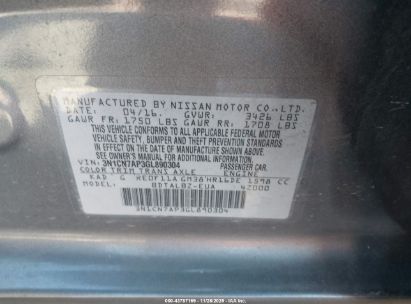 MANUFACTURED BY NISSAN MOTOR CO., LTD.
DATE: 04/16. GVWR: 3426 LBS
GAWR FR: 1750 LBS GAWR RR: 1708 LBS
THIS VEHICLE CONFORMS TO ALL APPLICABLE FEDERAL MOTOR
VEHICLE SAFETY, BUMPER, AND THEFT PREVENTION STANDARDS
IN EFFECT ON THE DATE OF MANUFACTURE SHOWN ABOVE.
SEE OWNER'S MANUAL FOR ADDITIONAL INFORMATION
VIN: 3N1CN7AP3GL890304 PASSENGER CAR.
COLOR TRIM TRANS AXLE ENGINE
KAD G RE0F11A GM38 HR16DE 1598 CC
MODEL: BDTALBZ-EUA 42000
3N1CN7AP3GL890304